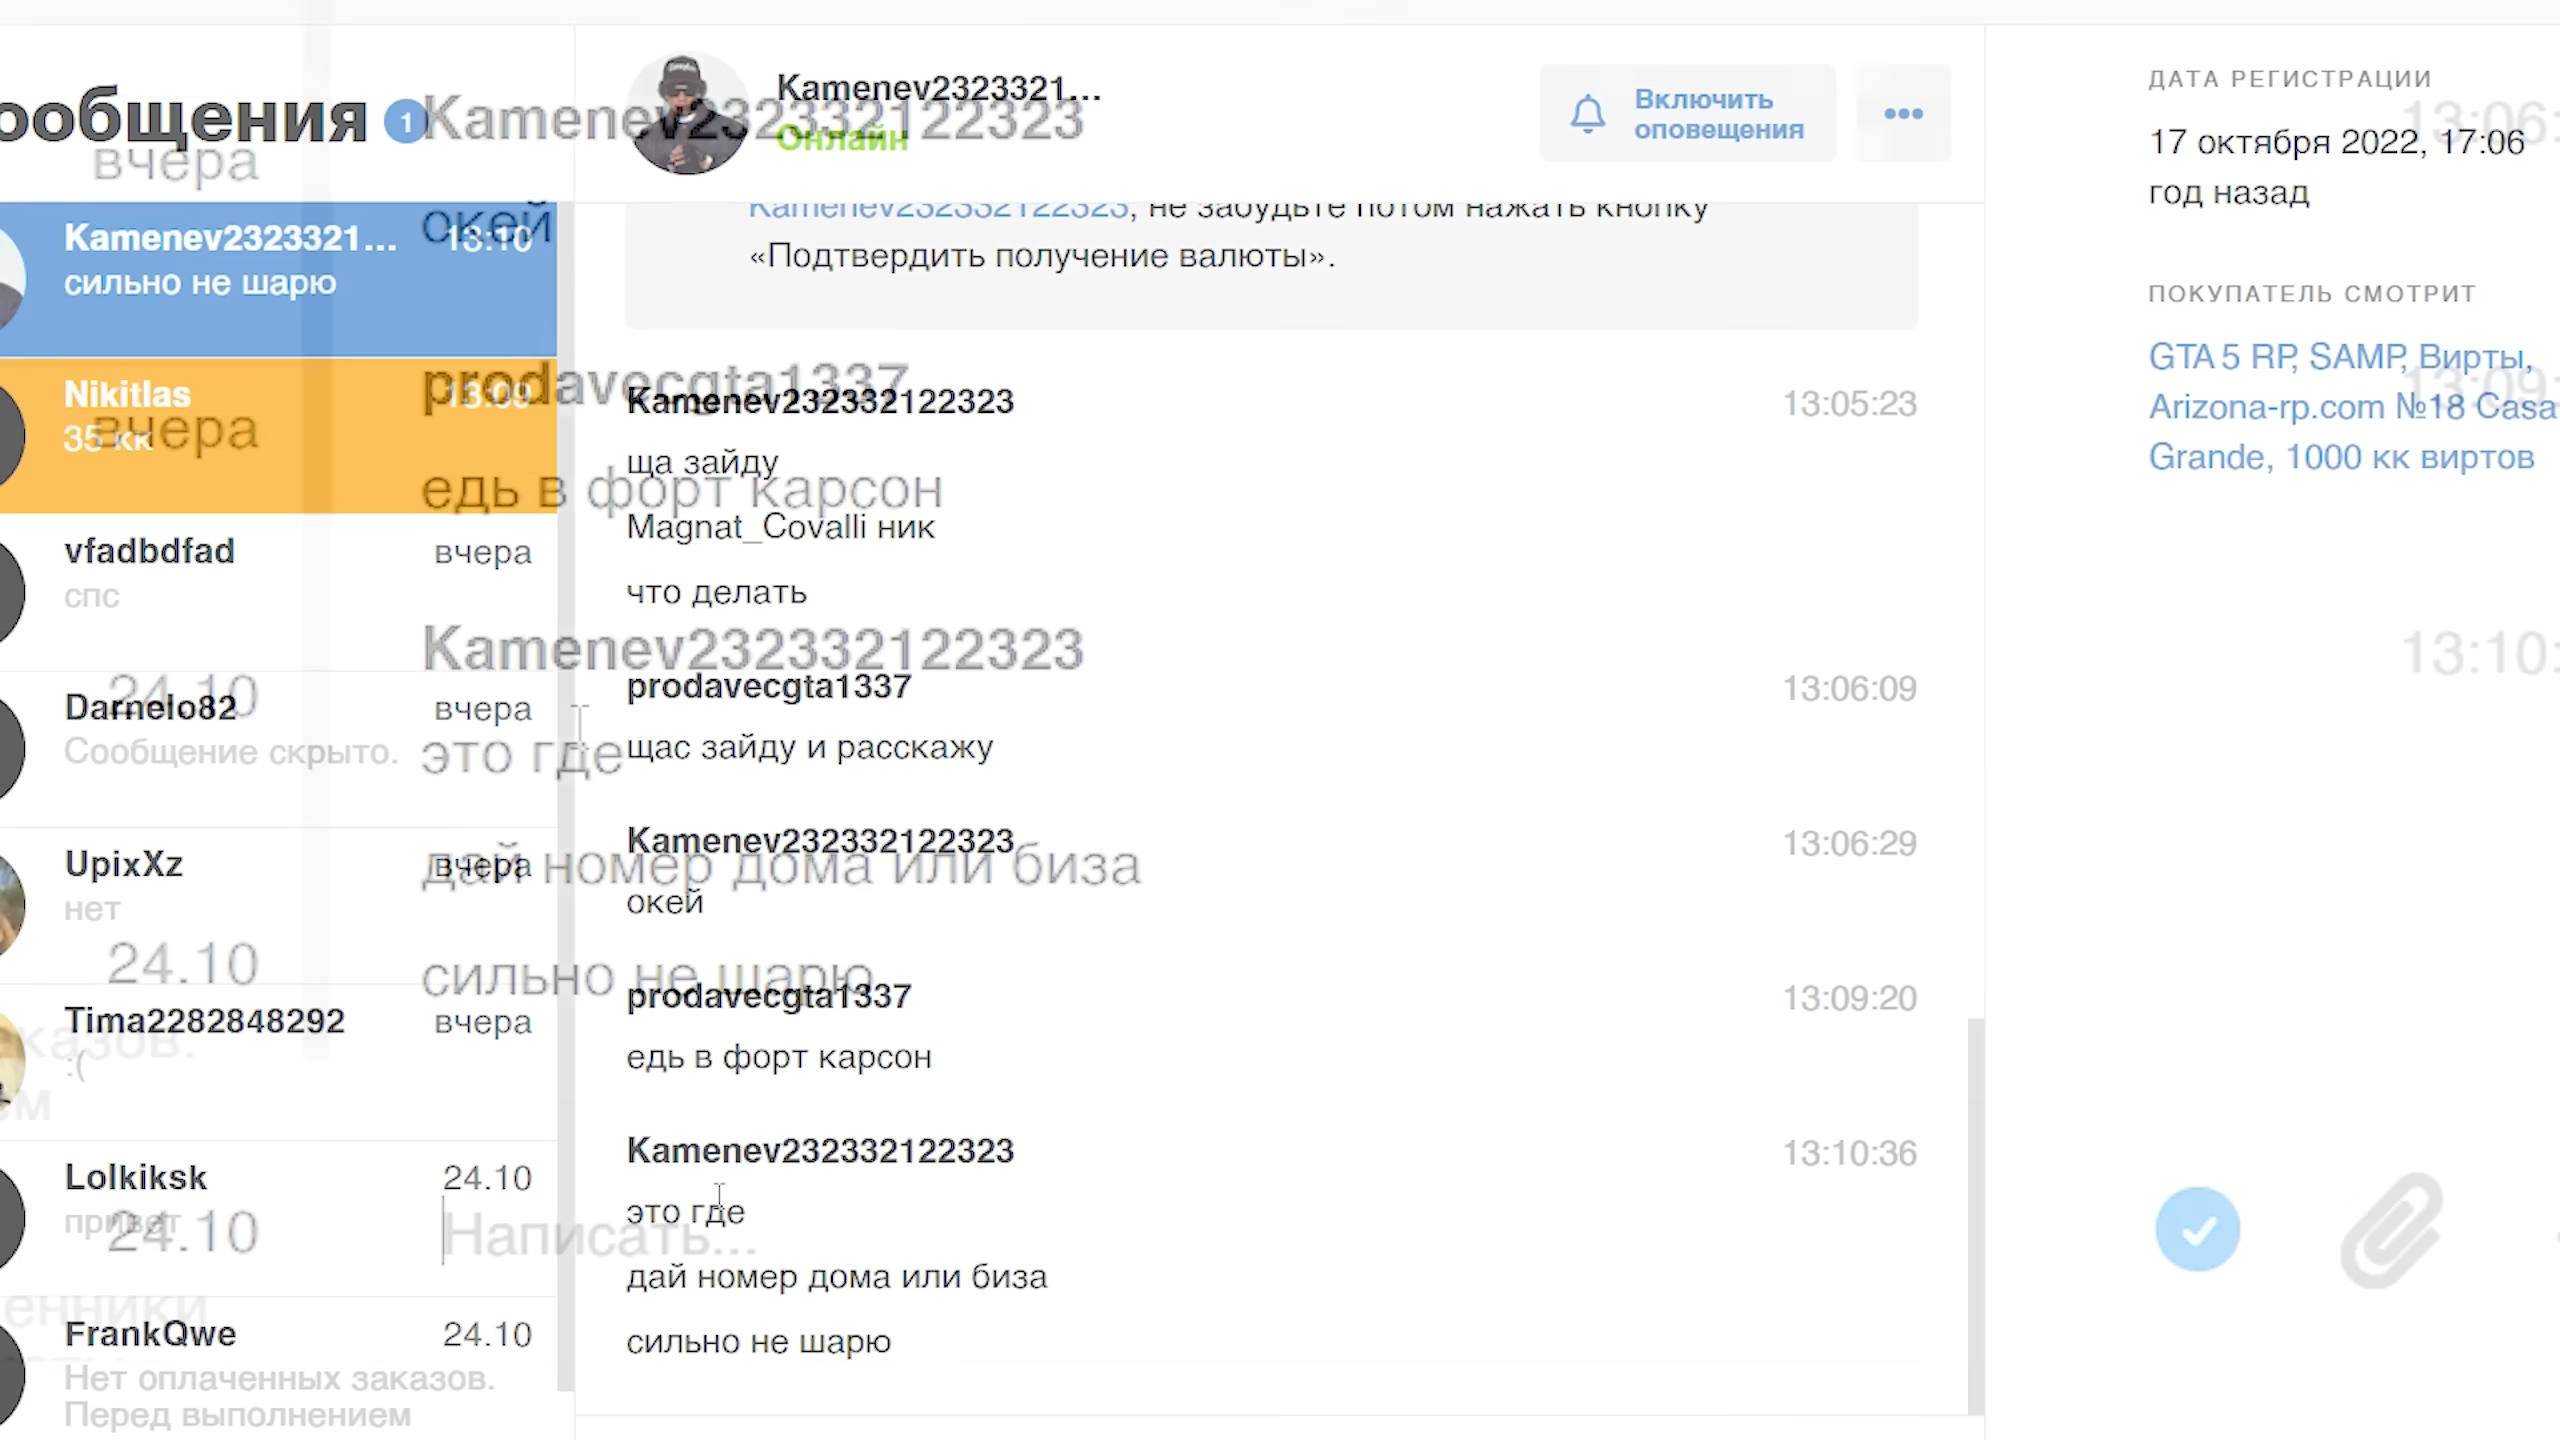 ообщения 1
Kamenev2323321... 13:10
сильно не шарю
Nikitlas 13:09
35 кк
vfadbdfad вчера
спс
Darnelo82 вчера
Сообщение скрыто.
UpixXz вчера
нет
Tima2282848292 вчера
:(
Lolkiksk 24.10
привет
FrankQwe 24.10
Нет оплаченных заказов.
Перед выполнением
Kamenev2323321...
Онлайн
Включить
оповещения
Kamenev232332122323, не забудьте потом нажать кнопку
«Подтвердить получение валюты».
Kamenev232332122323 13:05:23
ща зайду
Magnat_Covalli ник
что делать
prodavecgta1337 13:06:09
щас зайду и расскажу
Kamenev232332122323 13:06:29
окей
prodavecgta1337 13:09:20
едь в форт карсон
Kamenev232332122323 13:10:36
это где
дай номер дома или биза
сильно не шарю
ДАТА РЕГИСТРАЦИИ
17 октября 2022, 17:06
год назад
ПОКУПАТЕЛЬ СМОТРИТ
GTA 5 RP, SAMP, Вирты,
Arizona-rp.com №18 Casa
Grande, 1000 кк виртов
вчера
Kamenev232332122323 13:06:
окей
вчера
prodavecgta1337 13:09:
едь в форт карсон
24.10
Kamenev232332122323 13:10:
это где
дай номер дома или биза
24.10
сильно не шарю
казов.
ем
24.10
Написать...
енники